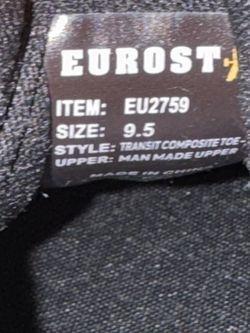 EUROST
ITEM: EU2759
SIZE: 9.5
STYLE: TRANSIT COMPOSITE TOE -
UPPER: MAN MADE UPPER
MADE IN CHINA